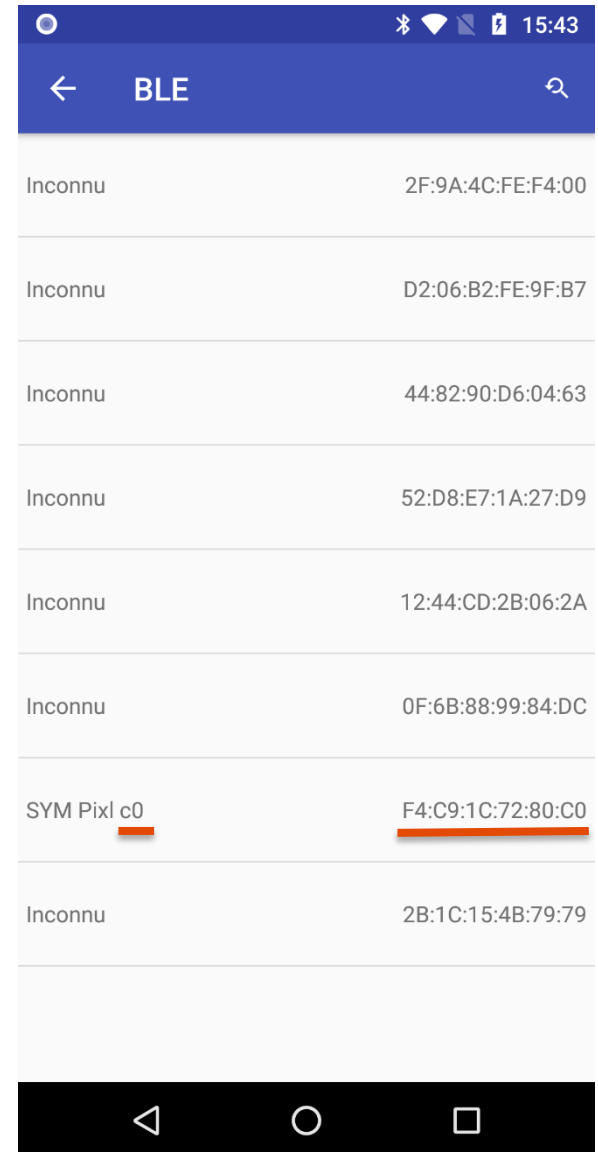 15:43
BLE
Inconnu 2F:9A:4C:FE:F4:00
Inconnu D2:06:B2:FE:9F:B7
Inconnu 44:82:90:D6:04:63
Inconnu 52:D8:E7:1A:27:D9
Inconnu 12:44:CD:2B:06:2A
Inconnu 0F:6B:88:99:84:DC
SYM Pixl c0 F4:C9:1C:72:80:C0
Inconnu 2B:1C:15:4B:79:79